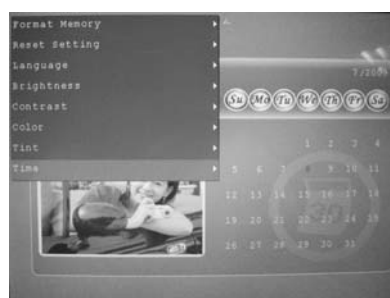 Format Memory
Reset Setting
Language
Brightness
Contrast
Color
Tint
Time
Su Mo Tu We Th Fr Sa
1 2 3 4
5 6 7 8 9 10 11
12 13 14 15 16 17 18
19 20 21 22 23 24 25
26 27 28 29 30 31